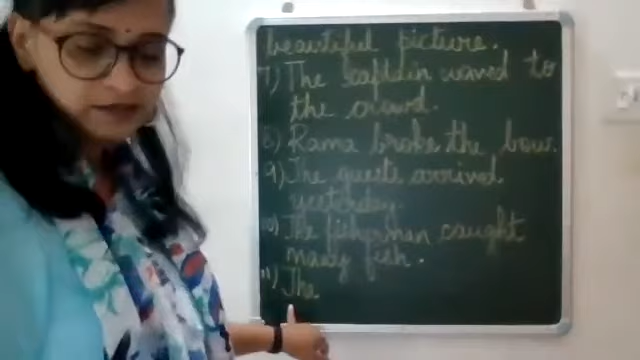 beautiful picture.
7) The captain waved to
the crowd.
8) Rama broke the bow.
9) The guests arrived
yesterday.
10) The fisherman caught
many fish.
11) The